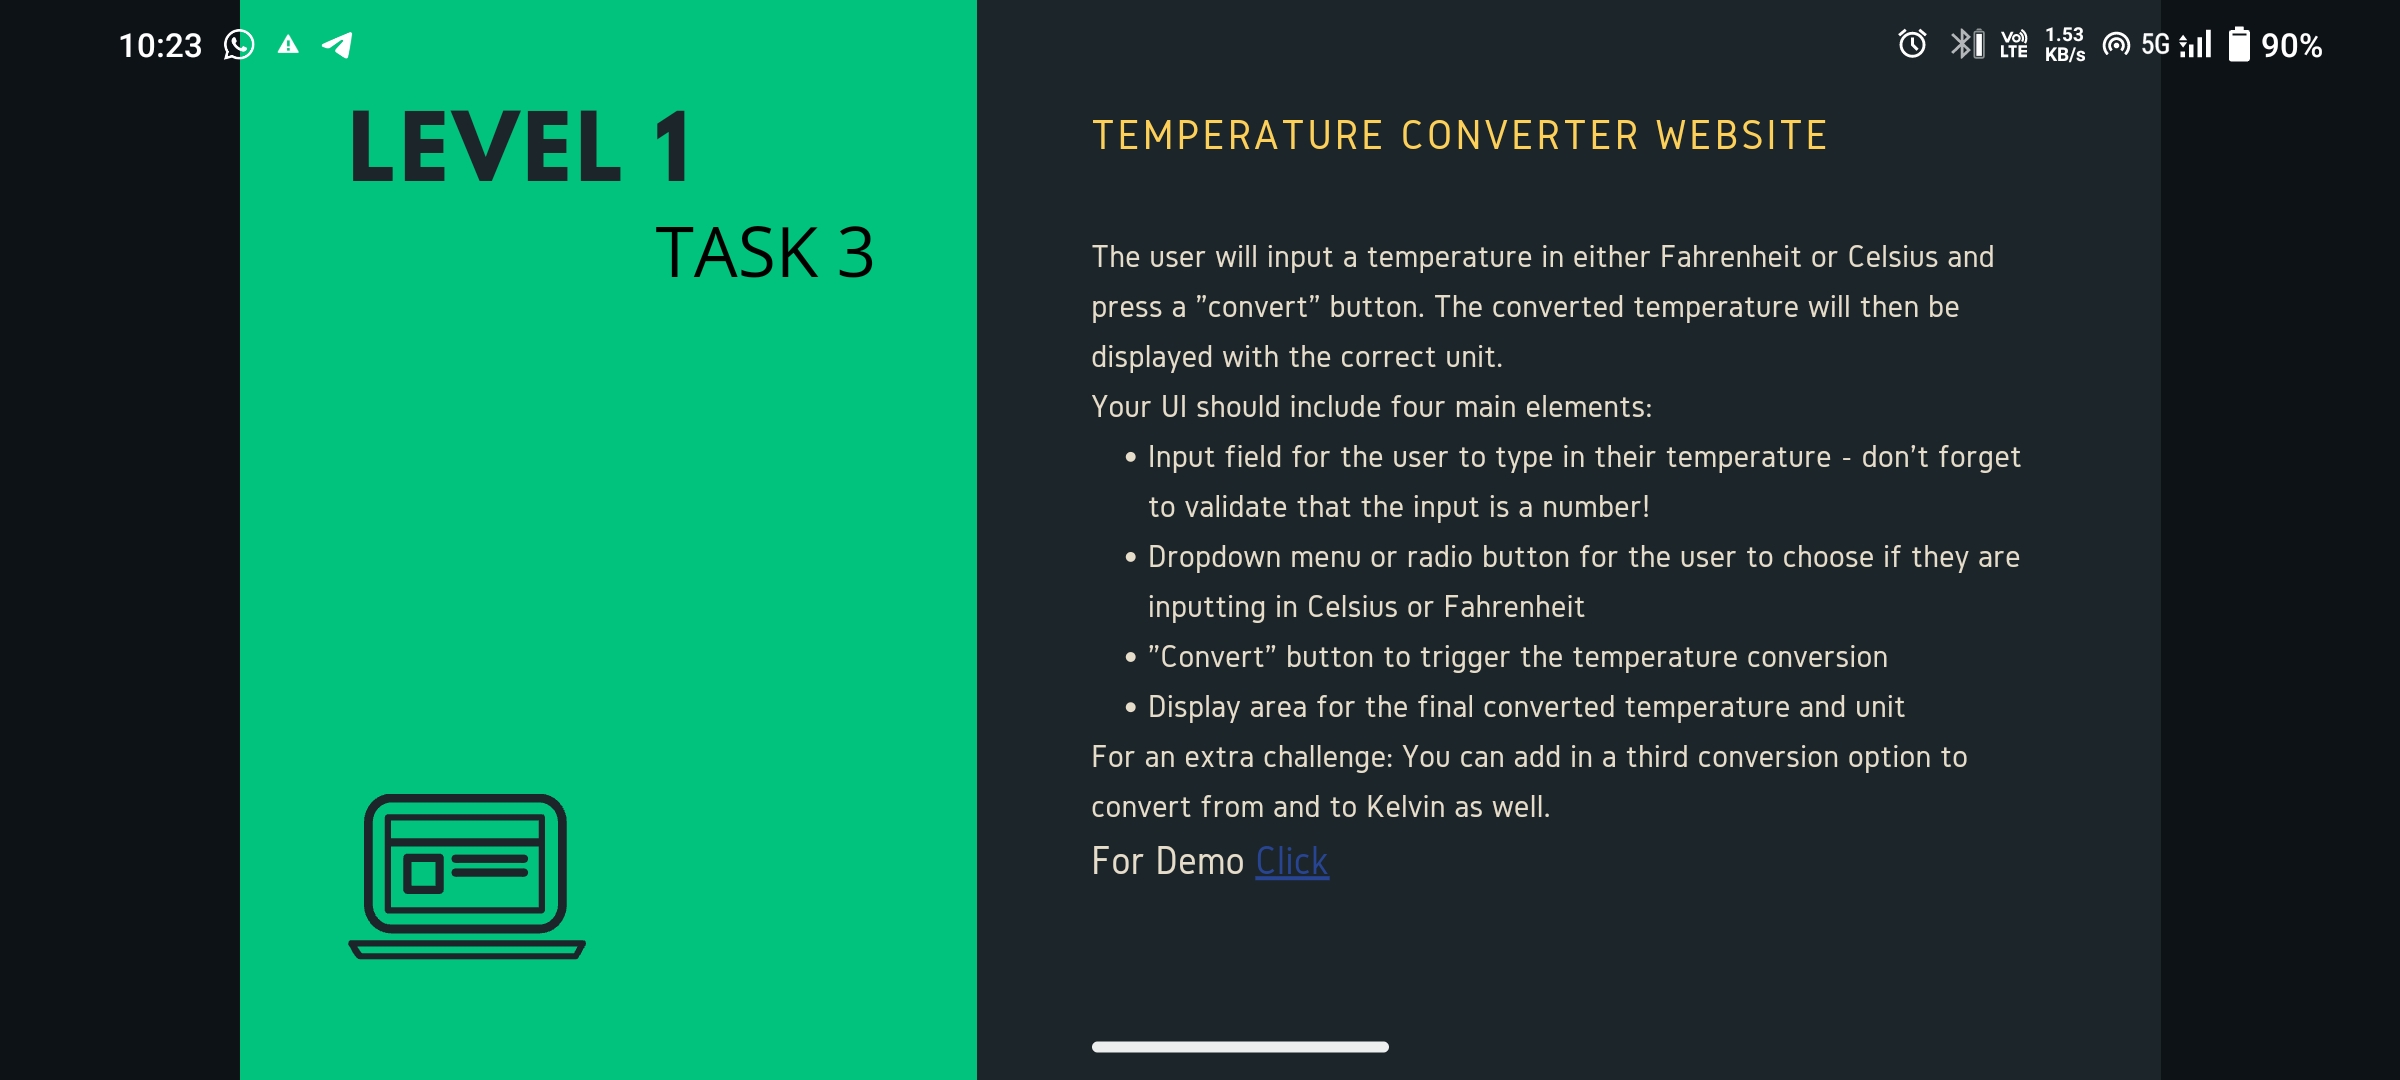 10:23
1.53
KB/s
Vo
LTE
5G
90%
LEVEL 1
TASK 3
TEMPERATURE CONVERTER WEBSITE
The user will input a temperature in either Fahrenheit or Celsius and
press a ”convert” button. The converted temperature will then be
displayed with the correct unit.
Your UI should include four main elements:
• Input field for the user to type in their temperature - don’t forget
to validate that the input is a number!
• Dropdown menu or radio button for the user to choose if they are
inputting in Celsius or Fahrenheit
• ”Convert” button to trigger the temperature conversion
• Display area for the final converted temperature and unit
For an extra challenge: You can add in a third conversion option to
convert from and to Kelvin as well.
For Demo Click